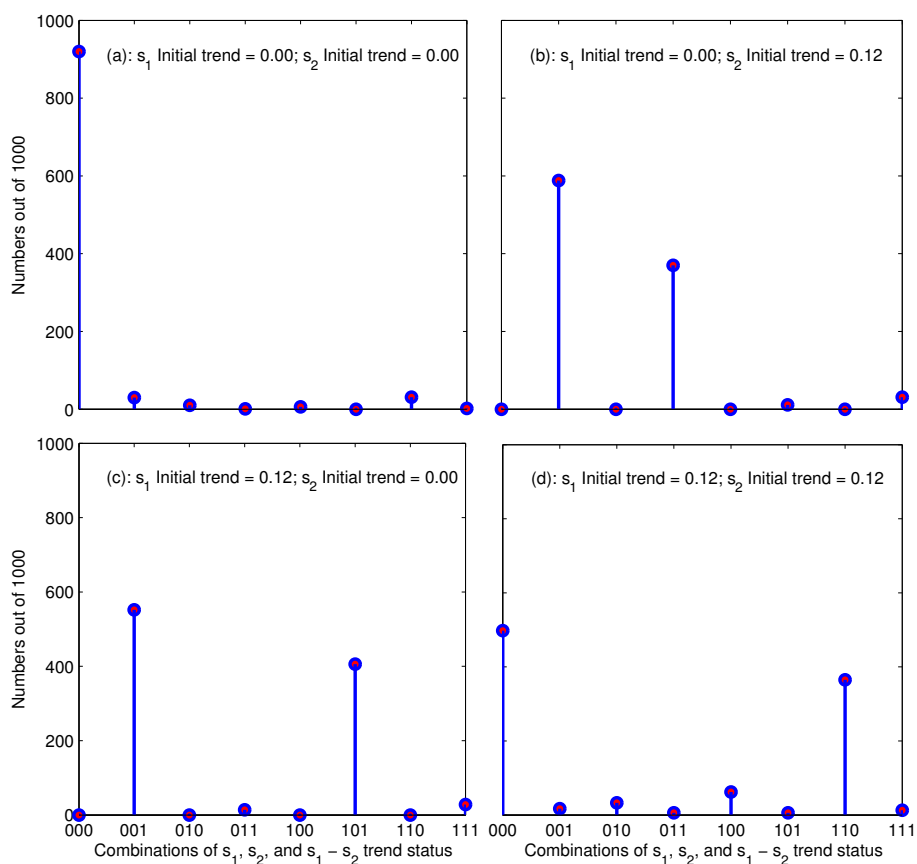 (a): s1 Initial trend = 0.00; s2 Initial trend = 0.00
Numbers out of 1000
1000
800
600
400
200
0
(b): s1 Initial trend = 0.00; s2 Initial trend = 0.12
(c): s1 Initial trend = 0.12; s2 Initial trend = 0.00
Numbers out of 1000
1000
800
600
400
200
0
000 001 010 011 100 101 110 111
Combinations of s1, s2, and s1 − s2 trend status
(d): s1 Initial trend = 0.12; s2 Initial trend = 0.12
000 001 010 011 100 101 110 111
Combinations of s1, s2, and s1 − s2 trend status